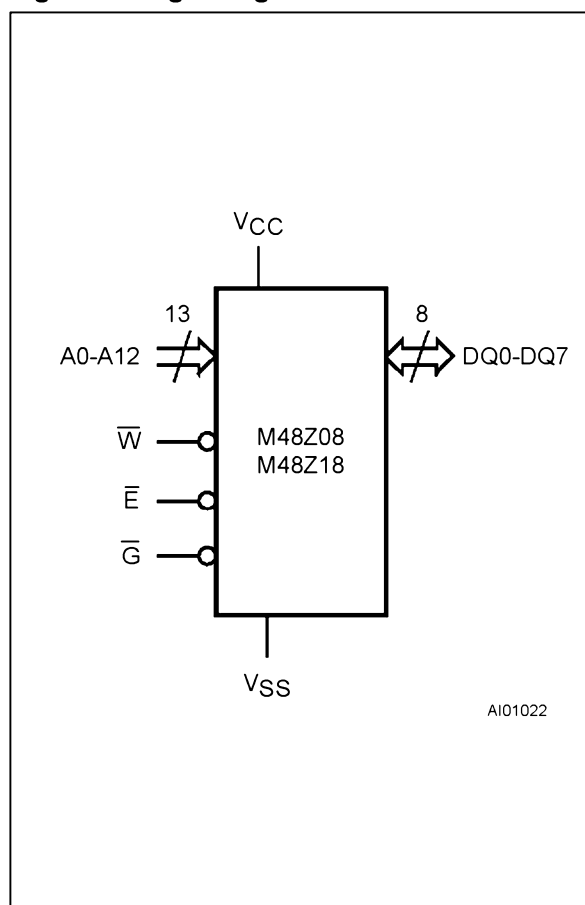 VCC
13
8
A0-A12
DQ0-DQ7
W̅
M48Z08
M48Z18
E̅
G̅
VSS
AI01022